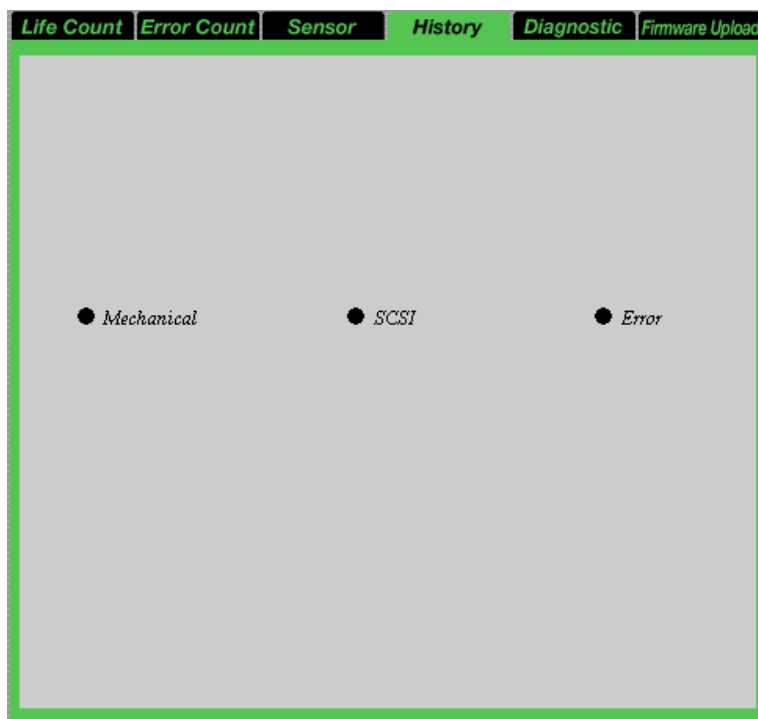 Life Count Error Count Sensor History Diagnostic Firmware Upload
Mechanical SCSI Error